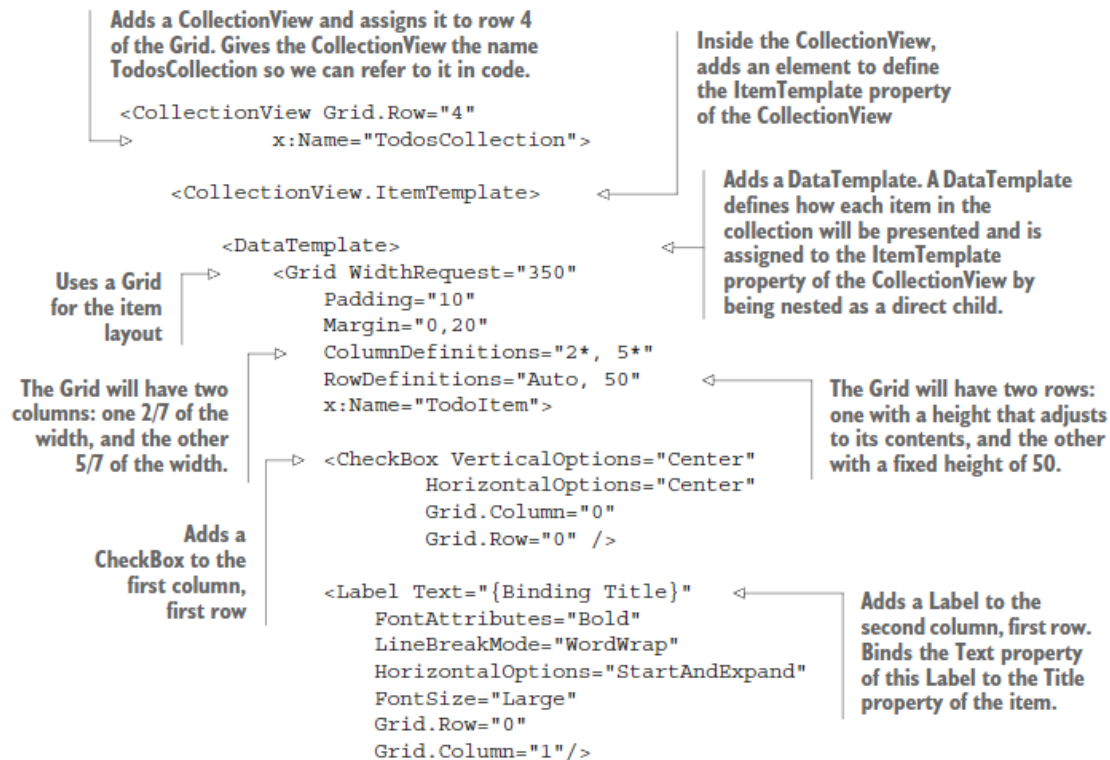 Adds a CollectionView and assigns it to row 4
of the Grid. Gives the CollectionView the name
TodosCollection so we can refer to it in code.
Inside the CollectionView,
adds an element to define
the ItemTemplate property
of the CollectionView
<CollectionView Grid.Row="4"
x:Name="TodosCollection">
<CollectionView.ItemTemplate>
Adds a DataTemplate. A DataTemplate
defines how each item in the
collection will be presented and is
assigned to the ItemTemplate
property of the CollectionView by
being nested as a direct child.
<DataTemplate>
Uses a Grid
for the item
layout
<Grid WidthRequest="350"
Padding="10"
Margin="0,20"
ColumnDefinitions="2*, 5*"
RowDefinitions="Auto, 50"
x:Name="TodoItem">
The Grid will have two
columns: one 2/7 of the
width, and the other
5/7 of the width.
The Grid will have two rows:
one with a height that adjusts
to its contents, and the other
with a fixed height of 50.
<CheckBox VerticalOptions="Center"
HorizontalOptions="Center"
Grid.Column="0"
Grid.Row="0" />
Adds a
CheckBox to the
first column,
first row
<Label Text="{Binding Title}"
FontAttributes="Bold"
LineBreakMode="WordWrap"
HorizontalOptions="StartAndExpand"
FontSize="Large"
Grid.Row="0"
Grid.Column="1"/>
Adds a Label to the
second column, first row.
Binds the Text property
of this Label to the Title
property of the item.